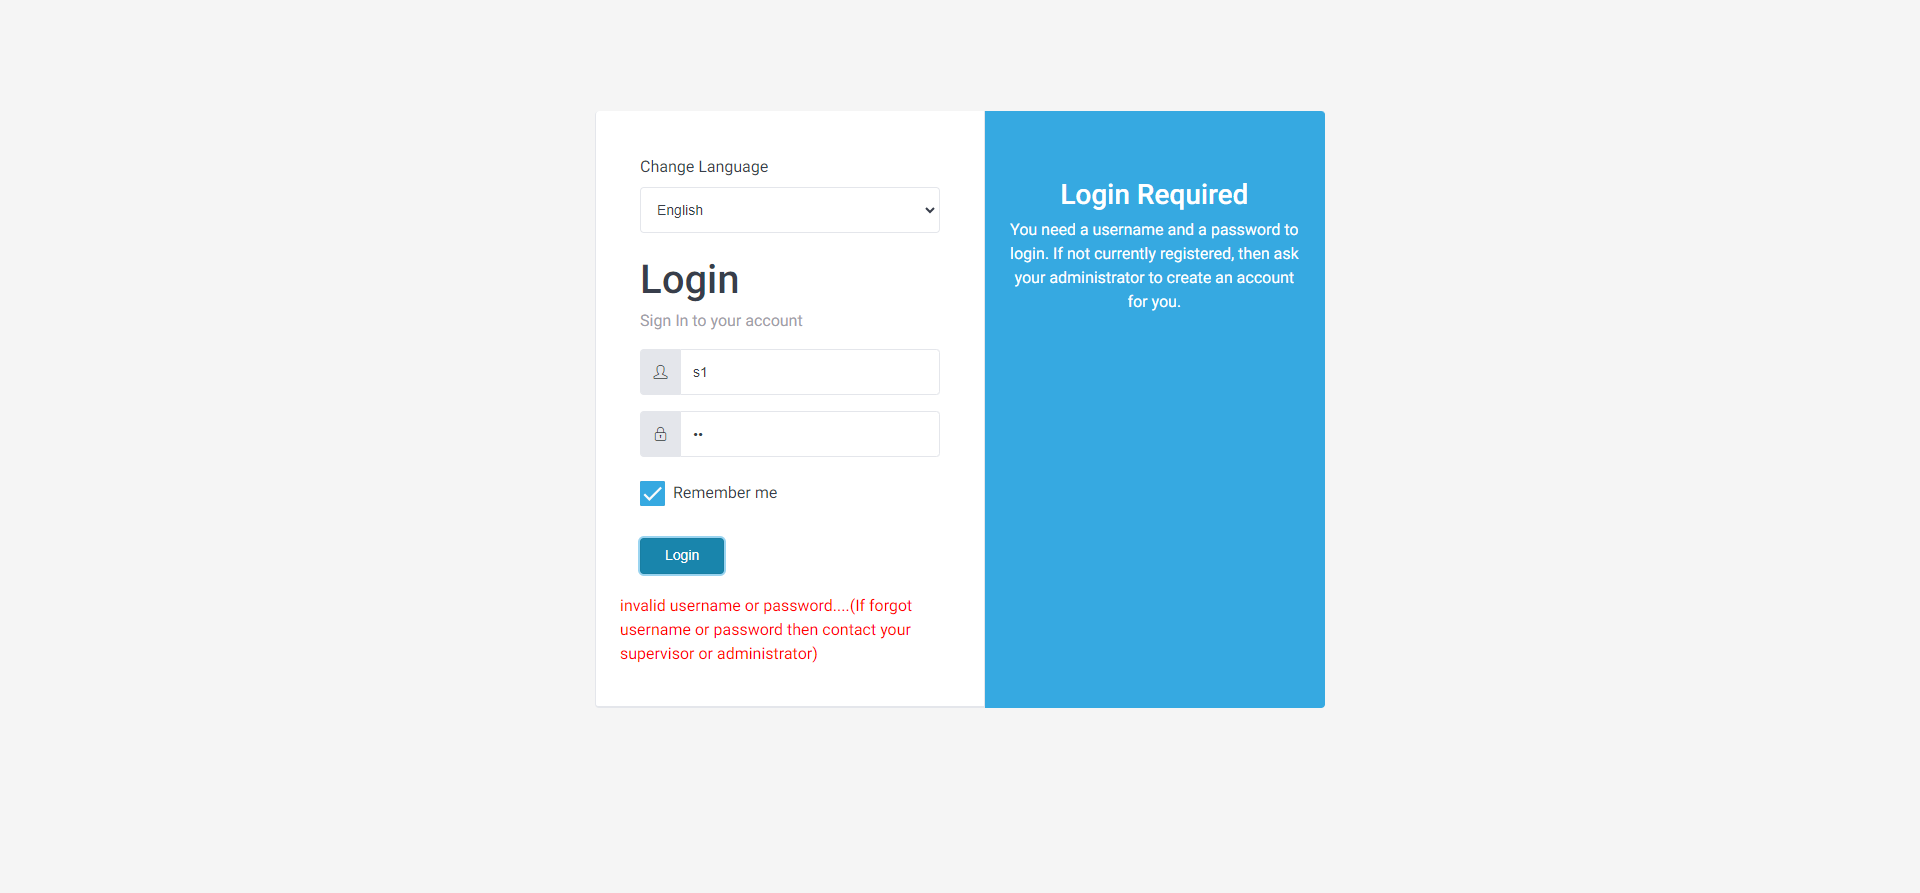 Change Language
English
Login
Sign In to your account
s1
••
Remember me
Login
invalid username or password....(If forgot
username or password then contact your
supervisor or administrator)
Login Required
You need a username and a password to
login. If not currently registered, then ask
your administrator to create an account
for you.